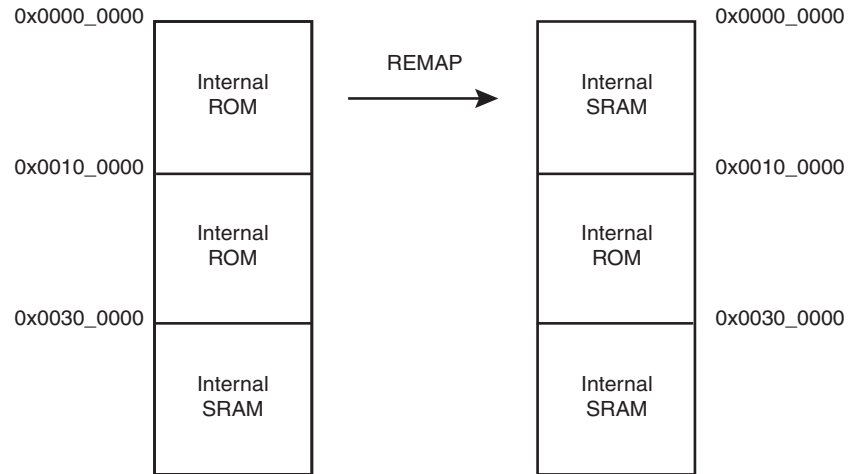 0x0000_0000
0x0000_0000
Internal
ROM
REMAP
Internal
SRAM
0x0010_0000
0x0010_0000
Internal
ROM
Internal
ROM
0x0030_0000
0x0030_0000
Internal
SRAM
Internal
SRAM